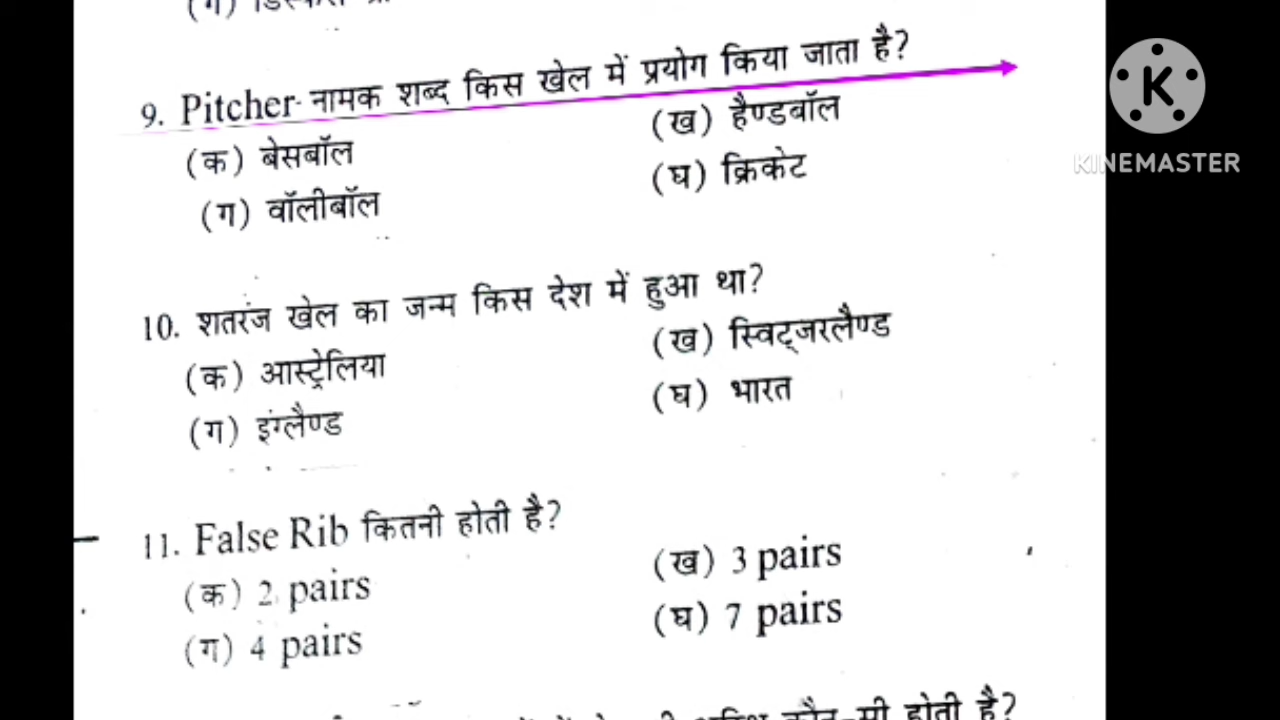 9. Pitcher- नामक शब्द किस खेल में प्रयोग किया जाता है?
(क) बेसबॉल (ख) हैण्डबॉल
(ग) वॉलीबॉल (घ) क्रिकेट
10. शतरंज खेल का जन्म किस देश में हुआ था?
(क) आस्ट्रेलिया (ख) स्विट्जरलैण्ड
(ग) इंग्लैण्ड (घ) भारत
11. False Rib कितनी होती है?
(क) 2 pairs (ख) 3 pairs
(ग) 4 pairs (घ) 7 pairs
कौन-सी होती है?
K
KINEMASTER